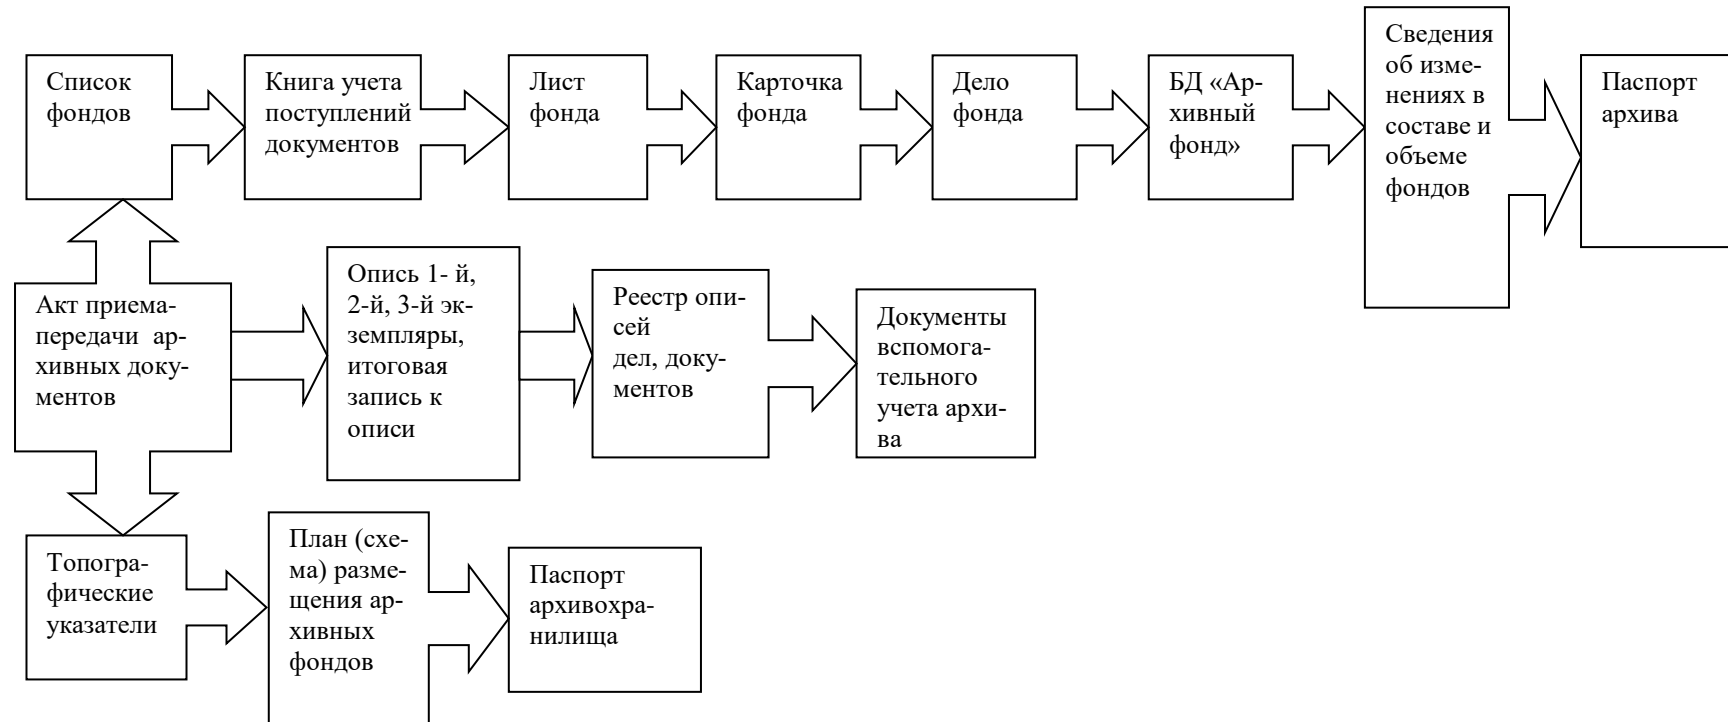 Список
фондов
Книга учета
поступлений
документов
Лист
фонда
Карточка
фонда
Дело
фонда
БД «Ар-
хивный
фонд»
Сведения
об изме-
нениях в
составе и
объеме
фондов
Паспорт
архива
Акт приема-
передачи ар-
хивных доку-
ментов
Опись 1- й,
2-й, 3-й эк-
земпляры,
итоговая
запись к
описи
Реестр опи-
сей
дел, доку-
ментов
Документы
вспомога-
тельного
учета архи-
ва
Топогра-
фические
указатели
План (схе-
ма) разме-
щения ар-
хивных
фондов
Паспорт
архивохра-
нилища